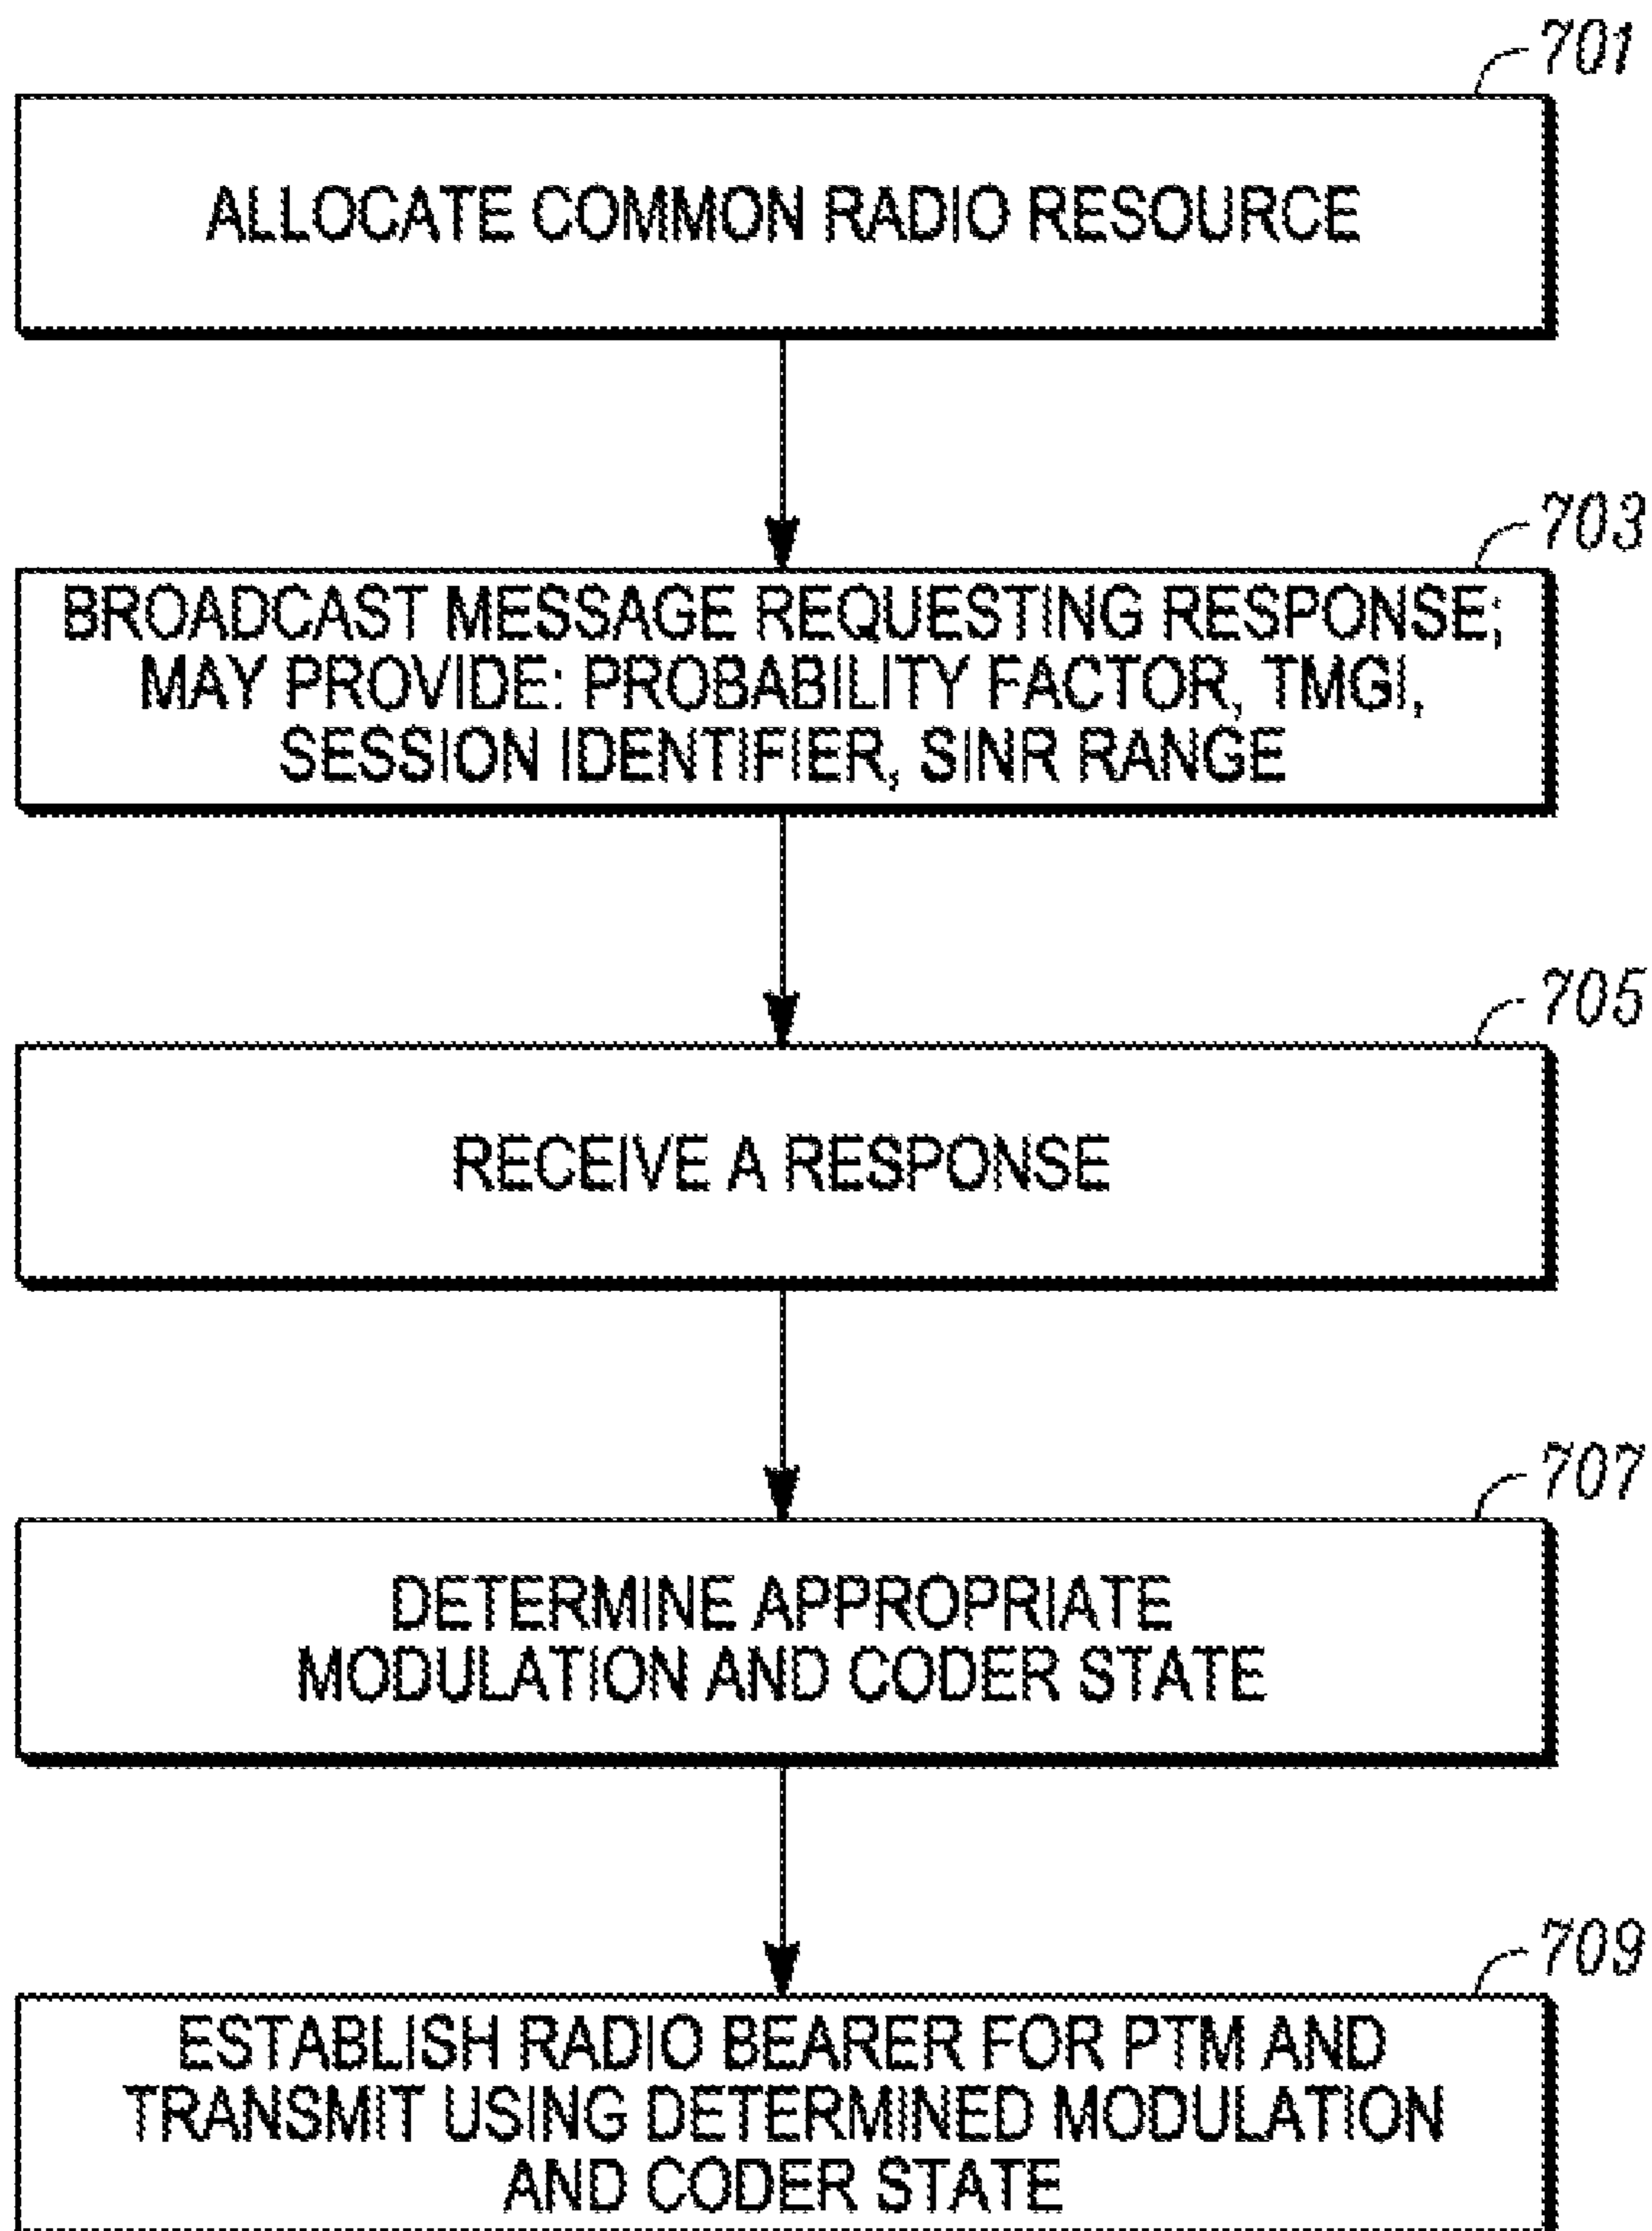 701
ALLOCATE COMMON RADIO RESOURCE
703
BROADCAST MESSAGE REQUESTING RESPONSE;
MAY PROVIDE: PROBABILITY FACTOR, TMGI,
SESSION IDENTIFIER, SINR RANGE
705
RECEIVE A RESPONSE
707
DETERMINE APPROPRIATE
MODULATION AND CODER STATE
709
ESTABLISH RADIO BEARER FOR PTM AND
TRANSMIT USING DETERMINED MODULATION
AND CODER STATE